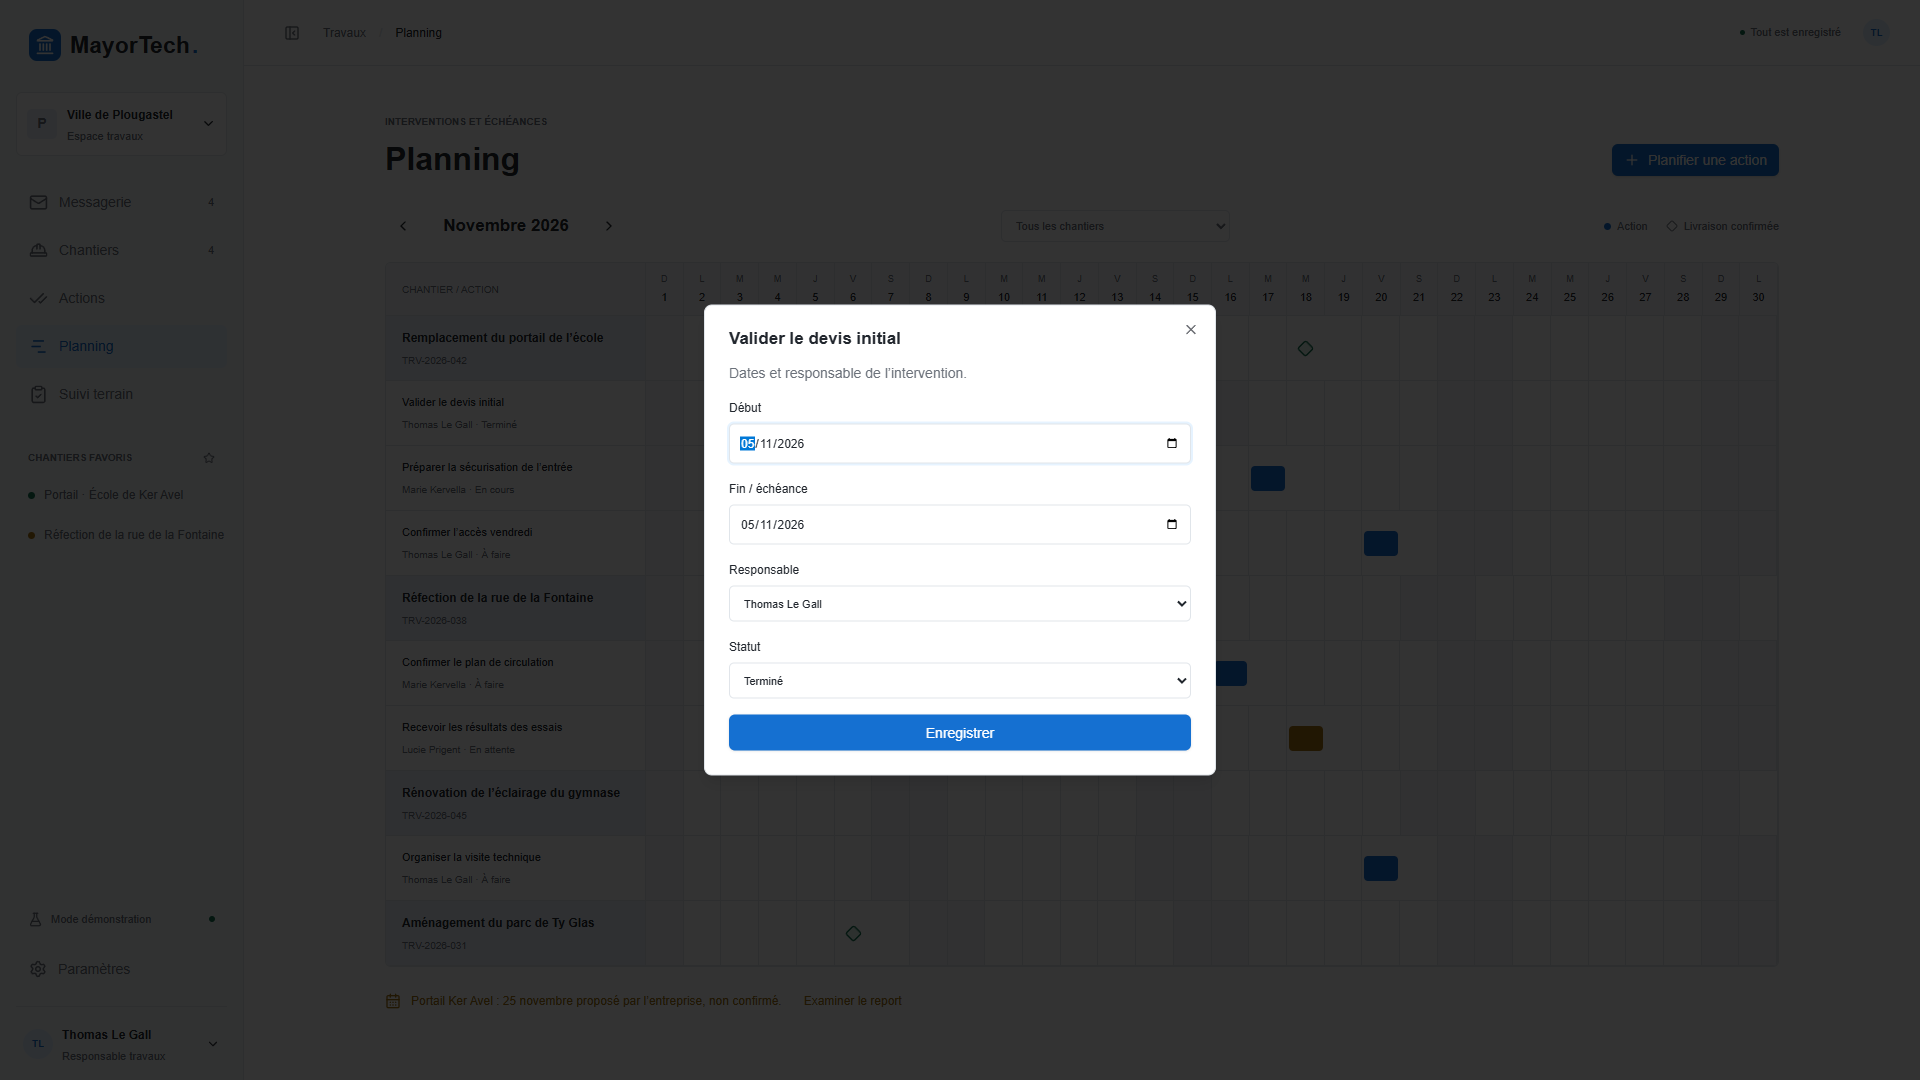 MayorTech.
Travaux
Planning
Tout est enregistré
TL
P
Ville de Plougastel
Espace travaux
Messagerie 4
Chantiers 4
Actions
Planning
Suivi terrain
CHANTIERS FAVORIS
Portail · École de Ker Avel
Réfection de la rue de la Fontaine
Mode démonstration
Paramètres
TL
Thomas Le Gall
Responsable travaux
INTERVENTIONS ET ÉCHÉANCES
Planning
Planifier une action
Novembre 2026
Tous les chantiers
Action
Livraison confirmée
CHANTIER / ACTION
D L M M J V S D L M M J V S D L M M J V S D L M M J V S D L
1 2 3 4 5 6 7 8 9 10 11 12 13 14 15 16 17 18 19 20 21 22 23 24 25 26 27 28 29 30
Remplacement du portail de l’école
TRV-2026-042
Valider le devis initial
Thomas Le Gall · Terminé
Préparer la sécurisation de l’entrée
Marie Kervella · En cours
Confirmer l’accès vendredi
Thomas Le Gall · À faire
Réfection de la rue de la Fontaine
TRV-2026-038
Confirmer le plan de circulation
Marie Kervella · À faire
Recevoir les résultats des essais
Lucie Prigent · En attente
Rénovation de l’éclairage du gymnase
TRV-2026-045
Organiser la visite technique
Thomas Le Gall · À faire
Aménagement du parc de Ty Glas
TRV-2026-031
Portail Ker Avel : 25 novembre proposé par l’entreprise, non confirmé.
Examiner le report
Valider le devis initial
Dates et responsable de l’intervention.
Début
05/11/2026
Fin / échéance
05/11/2026
Responsable
Thomas Le Gall
Statut
Terminé
Enregistrer